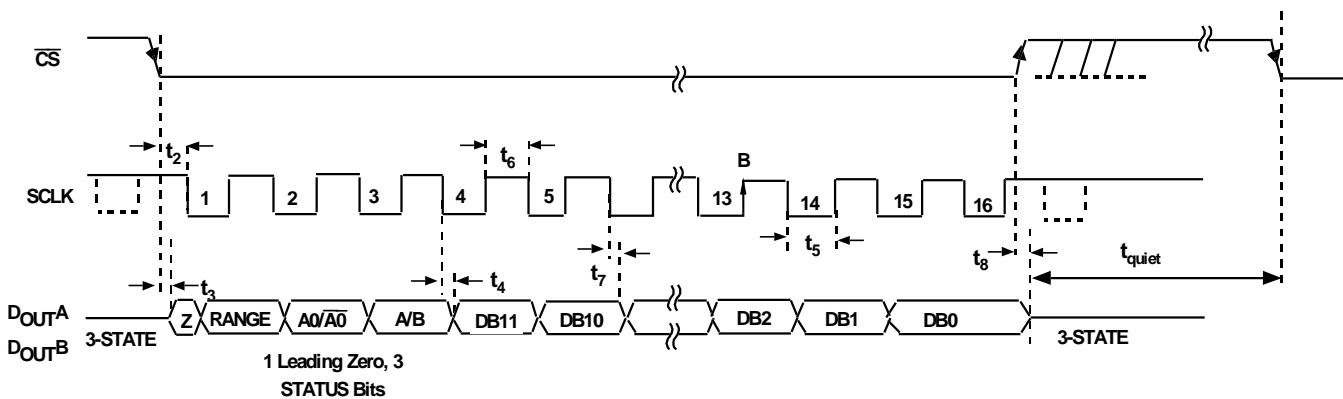 CS
t2
t6
B
SCLK
1 2 3 4 5 13 14 15 16
t5
t8
tquiet
t3
t4
t7
DOUTA
DOUTB
3-STATE
Z RANGE A0/A0 A/B DB11 DB10 DB2 DB1 DB0
3-STATE
1 Leading Zero, 3
STATUS Bits